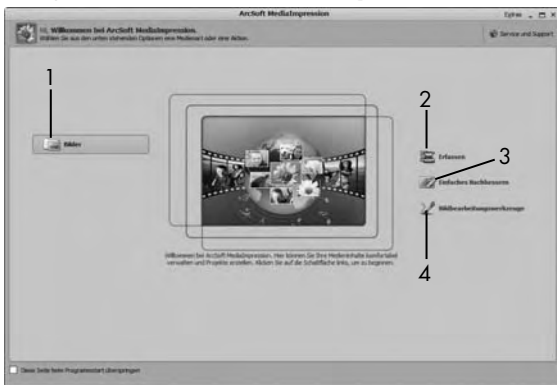 ArcSoft MediaImpression
Extras
Hi, Willkommen bei ArcSoft MediaImpression.
Wählen Sie aus den unten stehenden Optionen eine Medienart oder eine Aktion.
Service und Support
1
Bilder
2
Erfassen
3
Einfaches Nachbessern
Bildbearbeitungswerkzeuge
4
Willkommen bei ArcSoft MediaImpression. Hier können Sie Ihre Medieninhalte komfortabel
verwalten und Projekte erstellen. Klicken Sie auf die Schaltfläche links, um zu beginnen.
Diese Seite beim Programmstart überspringen